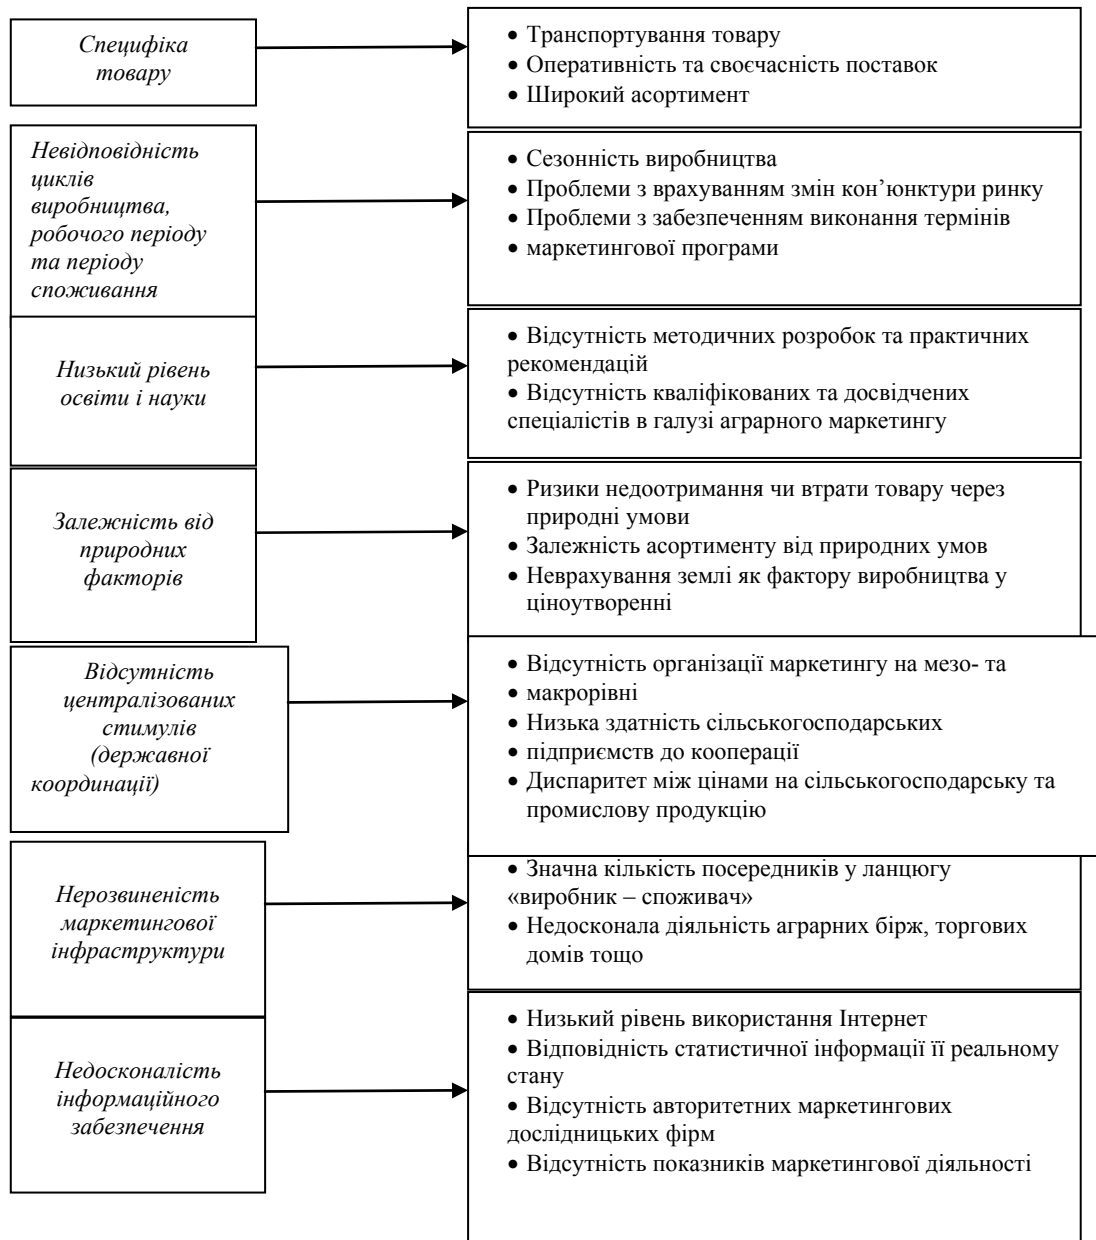 Специфіка
товару
• Транспортування товару
• Оперативність та своєчасність поставок
• Широкий асортимент
Невідповідність
циклів
виробництва,
робочого періоду
та періоду
споживання
• Сезонність виробництва
• Проблеми з врахуванням змін кон’юнктури ринку
• Проблеми з забезпеченням виконання термінів
• маркетингової програми
Низький рівень
освіти і науки
• Відсутність методичних розробок та практичних
рекомендацій
• Відсутність кваліфікованих та досвідчених
спеціалістів в галузі аграрного маркетингу
Залежність від
природних
факторів
• Ризики недоотримання чи втрати товару через
природні умови
• Залежність асортименту від природних умов
• Неврахування землі як фактору виробництва у
ціноутворенні
Відсутність
централізованих
стимулів
(державної
координації)
• Відсутність організації маркетингу на мезо- та
• макрорівні
• Низька здатність сільськогосподарських
• підприємств до кооперації
• Диспаритет між цінами на сільськогосподарську та
промислову продукцію
Нерозвиненість
маркетингової
інфраструктури
• Значна кількість посередників у ланцюгу
«виробник – споживач»
• Недосконала діяльність аграрних бірж, торгових
домів тощо
Недосконалість
інформаційного
забезпечення
• Низький рівень використання Інтернет
• Відповідність статистичної інформації її реальному
стану
• Відсутність авторитетних маркетингових
дослідницьких фірм
• Відсутність показників маркетингової діяльності